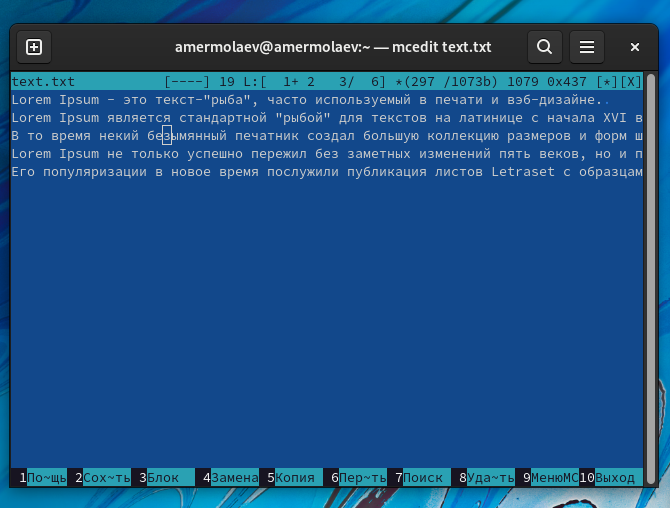 amermolaev@amermolaev:~ — mcedit text.txt
text.txt [----] 19 L:[ 1+ 2 3/ 6] *(297 /1073b) 1079 0x437 [*][X]
Lorem Ipsum - это текст-"рыба", часто используемый в печати и вэб-дизайне..
Lorem Ipsum является стандартной "рыбой" для текстов на латинице с начала XVI в
В то время некий безымянный печатник создал большую коллекцию размеров и форм ш
Lorem Ipsum не только успешно пережил без заметных изменений пять веков, но и п
Его популяризации в новое время послужили публикация листов Letraset с образцам
1По~щь 2Сох~ть 3Блок 4Замена 5Копия 6Пер~ть 7Поиск 8Уда~ть 9МенюMC 10Выход